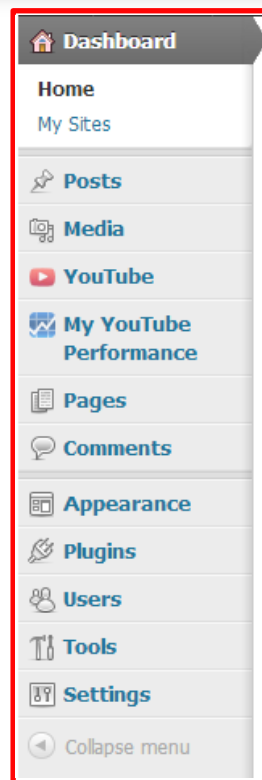 Dashboard
Home
My Sites
Posts
Media
YouTube
My YouTube
Performance
Pages
Comments
Appearance
Plugins
Users
Tools
Settings
Collapse menu